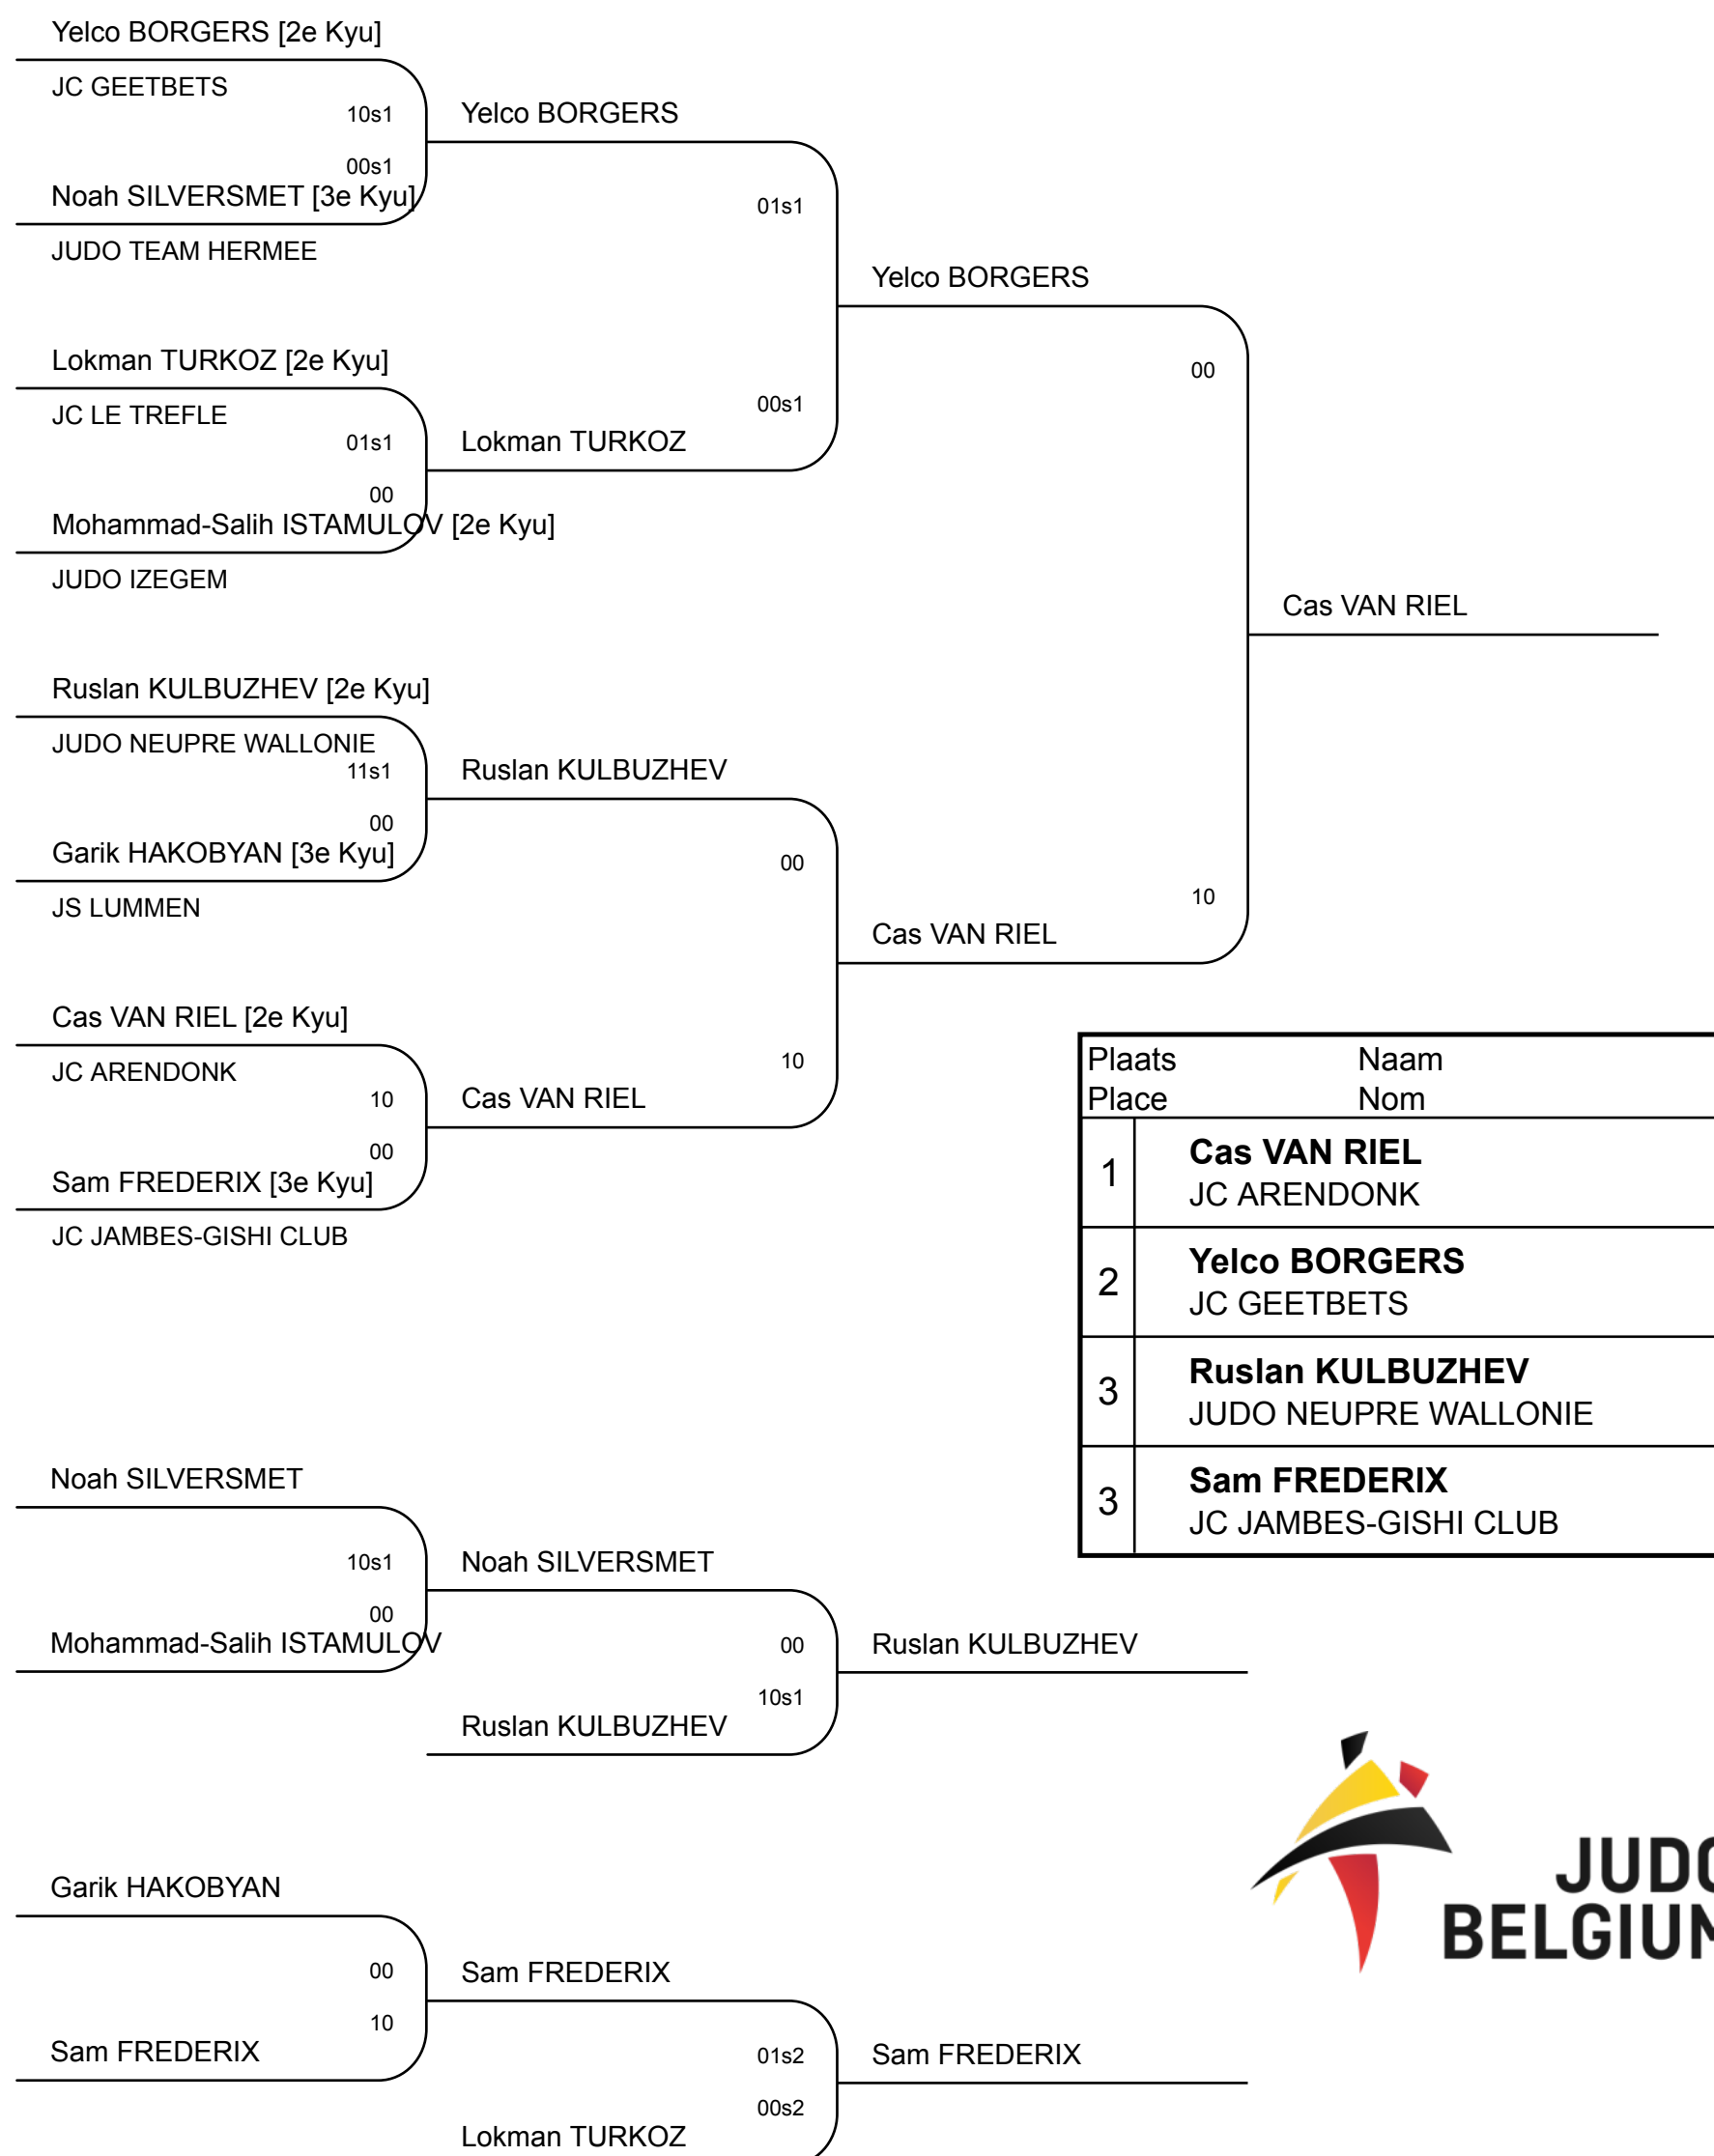 Yelco BORGERS [2e Kyu]
JC GEETBETS
10s1
Yelco BORGERS
00s1
Noah SILVERSMET [3e Kyu]
01s1
JUDO TEAM HERMEE
Yelco BORGERS
Lokman TURKOZ [2e Kyu]
00
JC LE TREFLE
00s1
01s1
Lokman TURKOZ
00
Mohammad-Salih ISTAMULOV [2e Kyu]
JUDO IZEGEM
Cas VAN RIEL
Ruslan KULBUZHEV [2e Kyu]
JUDO NEUPRE WALLONIE
11s1
Ruslan KULBUZHEV
00
Garik HAKOBYAN [3e Kyu]
00
10
JS LUMMEN
Cas VAN RIEL
Cas VAN RIEL [2e Kyu]
JC ARENDONK
10
10
Cas VAN RIEL
00
Sam FREDERIX [3e Kyu]
JC JAMBES-GISHI CLUB
Plaats Naam
Place Nom
1 Cas VAN RIEL
JC ARENDONK
2 Yelco BORGERS
JC GEETBETS
3 Ruslan KULBUZHEV
JUDO NEUPRE WALLONIE
3 Sam FREDERIX
JC JAMBES-GISHI CLUB
Noah SILVERSMET
10s1
Noah SILVERSMET
00
Mohammad-Salih ISTAMULOV
00
Ruslan KULBUZHEV
10s1
Ruslan KULBUZHEV
JUDO
BELGIUM
Garik HAKOBYAN
00
Sam FREDERIX
10
Sam FREDERIX
01s2
Sam FREDERIX
00s2
Lokman TURKOZ